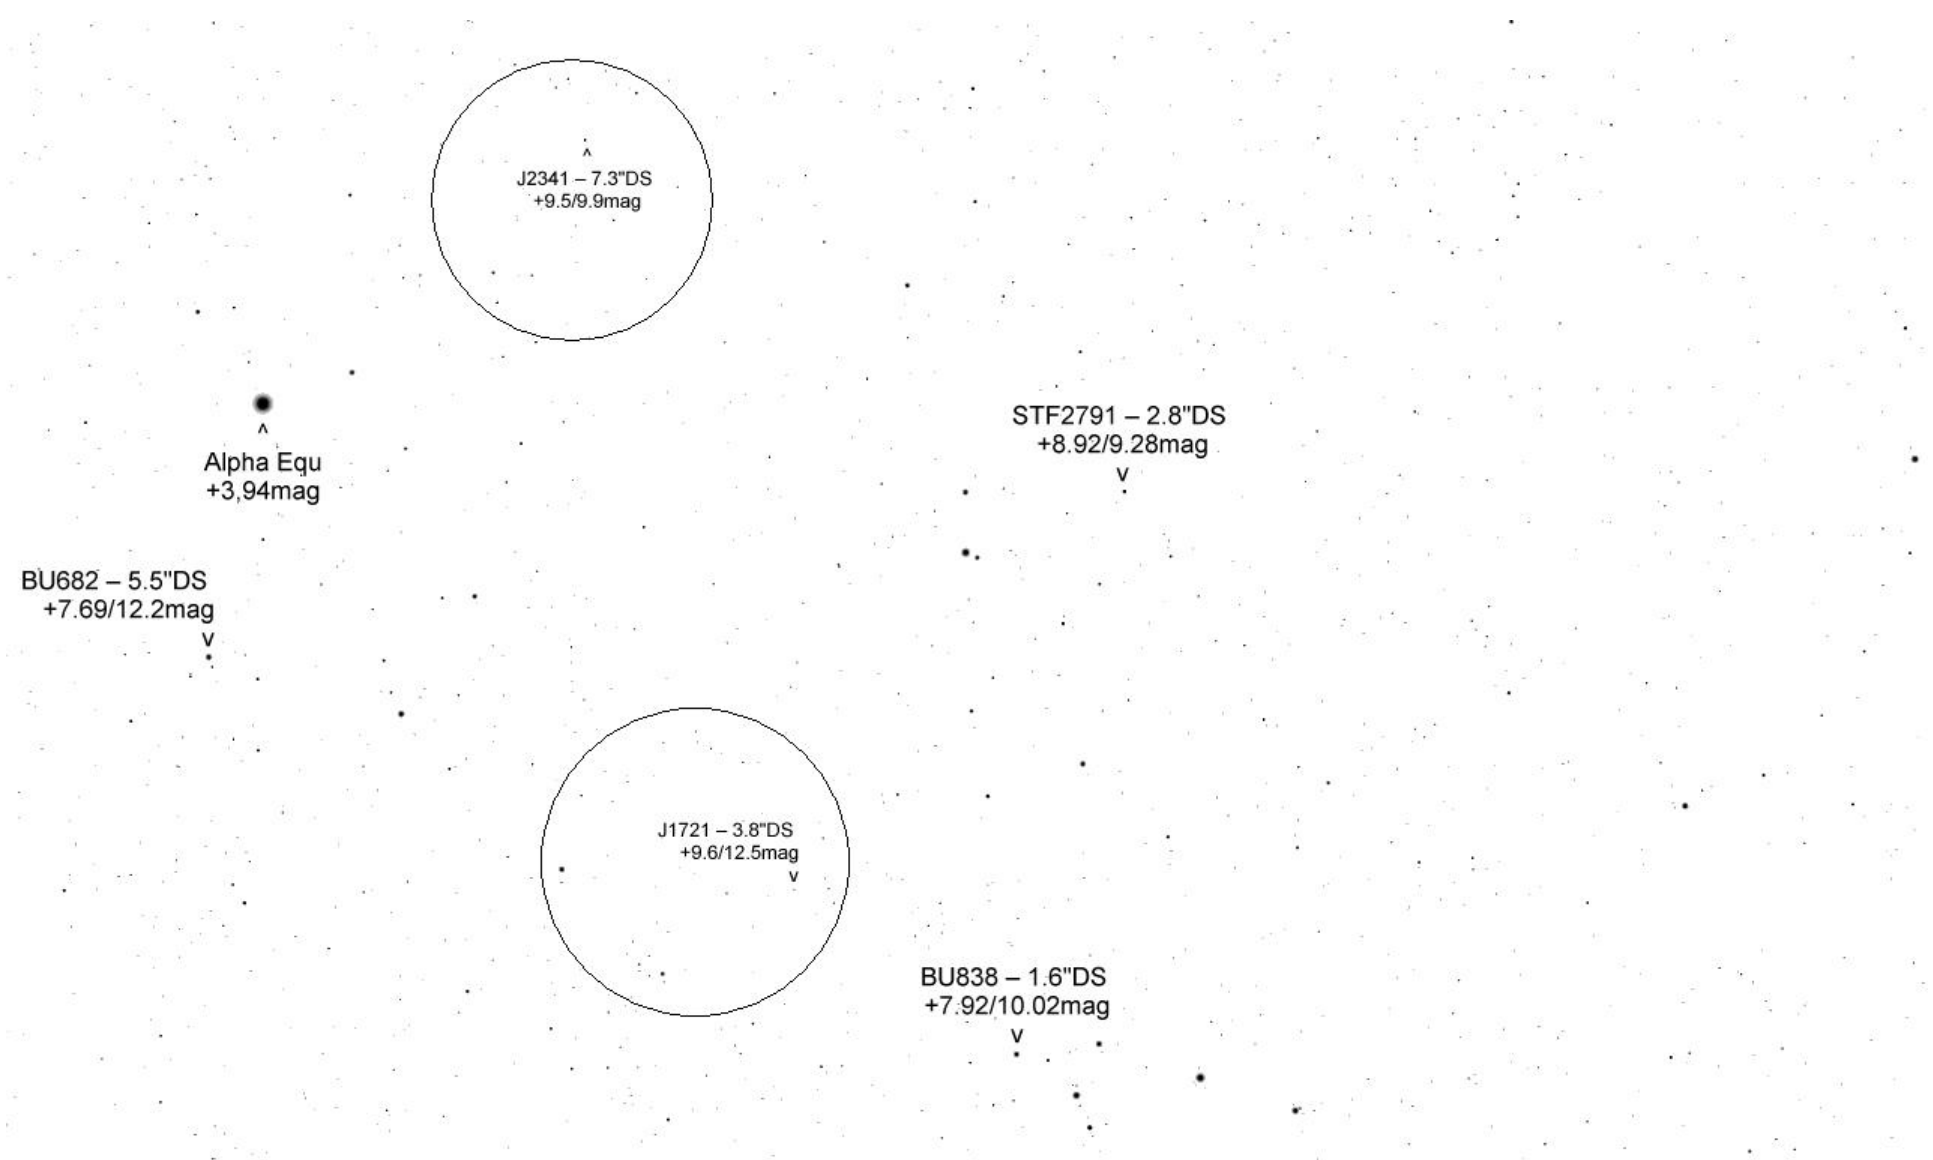 ^
J2341 – 7.3"DS
+9.5/9.9mag
^
Alpha Equ
+3,94mag
STF2791 – 2.8"DS
+8.92/9.28mag
v
BU682 – 5.5"DS
+7.69/12.2mag
v
J1721 – 3.8"DS
+9.6/12.5mag
v
BU838 – 1.6"DS
+7.92/10.02mag
v